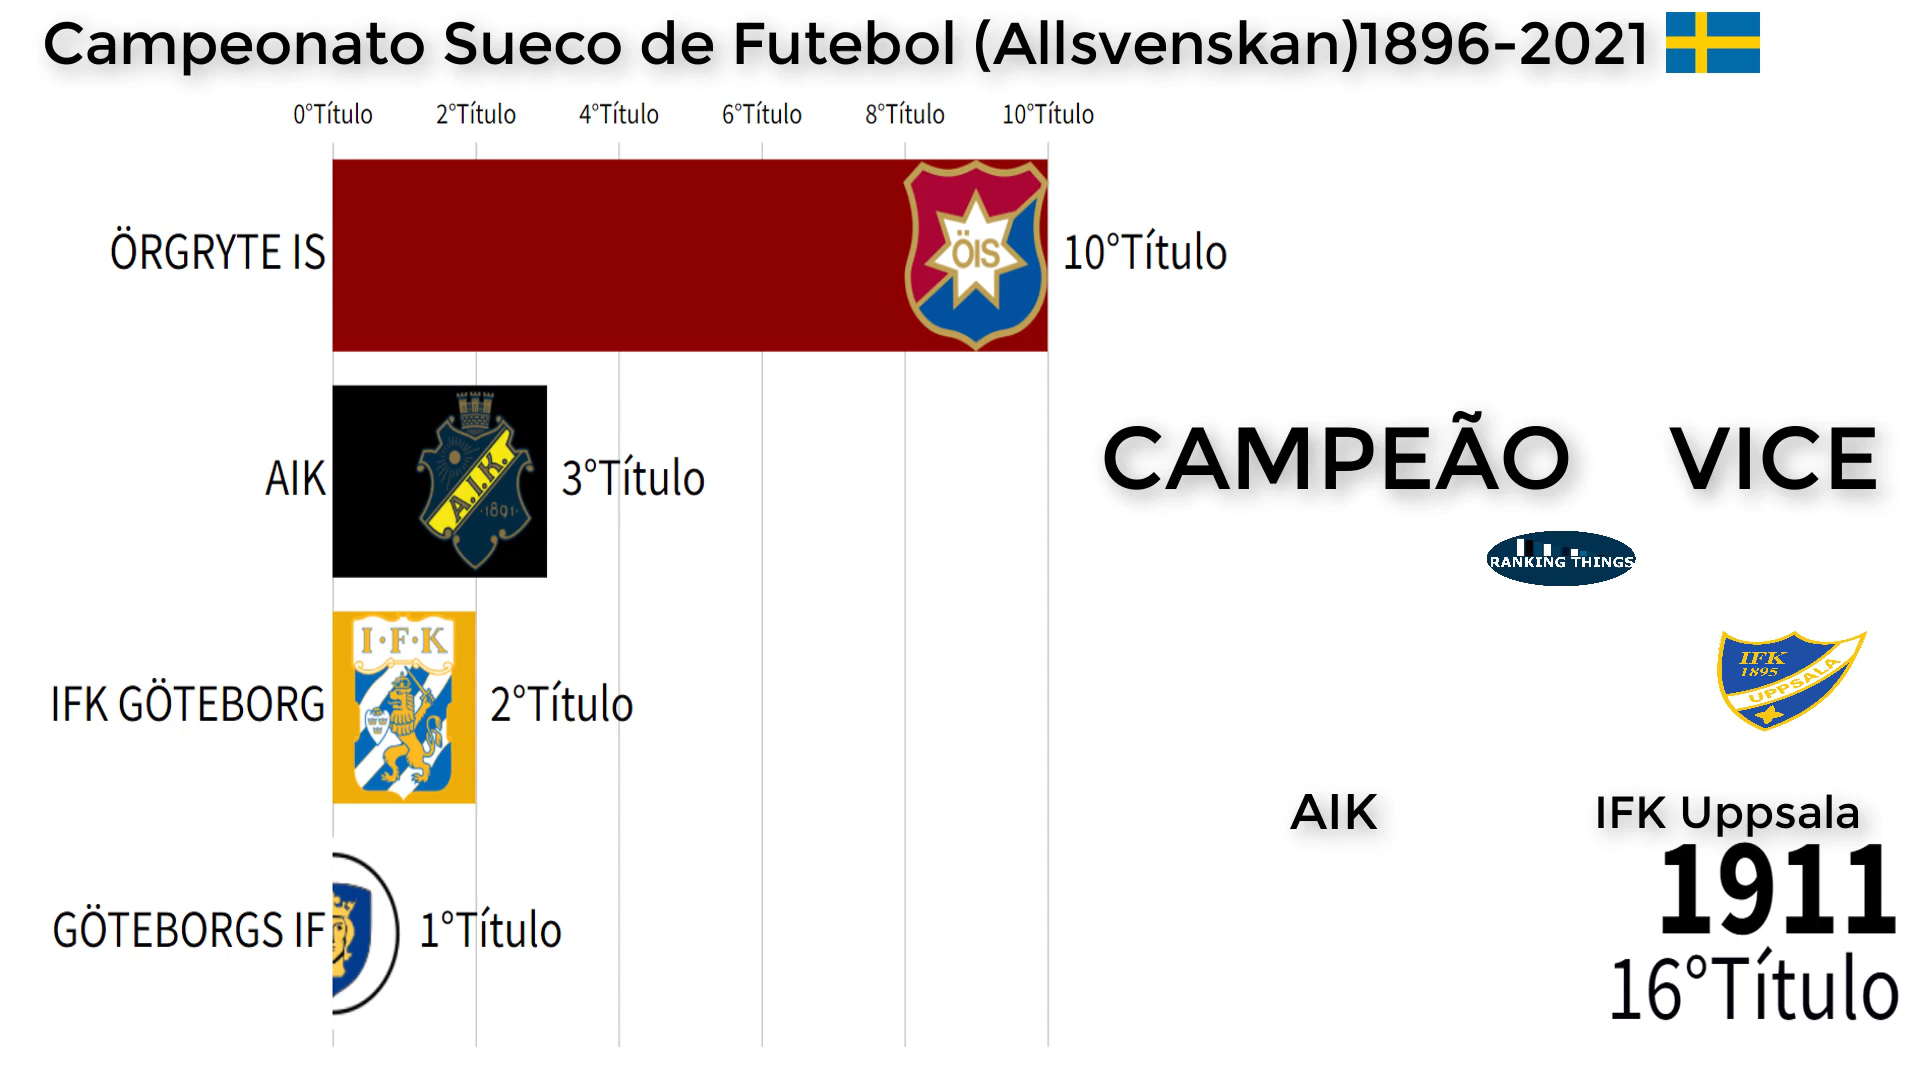 Campeonato Sueco de Futebol (Allsvenskan)1896-2021
0°Título 2°Título 4°Título 6°Título 8°Título 10°Título
ÖRGRYTE IS ÖIS 10°Título
AIK A.I.K. ·1891· 3°Título
CAMPEÃO VICE
RANKING THINGS
IFK GÖTEBORG I·F·K 2°Título
IFK
1895
UPPSALA
AIK IFK Uppsala
1911
GÖTEBORGS IF 1°Título
16°Título